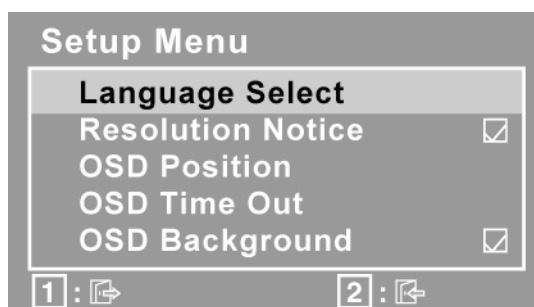 Setup Menu
Language Select
Resolution Notice
OSD Position
OSD Time Out
OSD Background
1 : 2 :